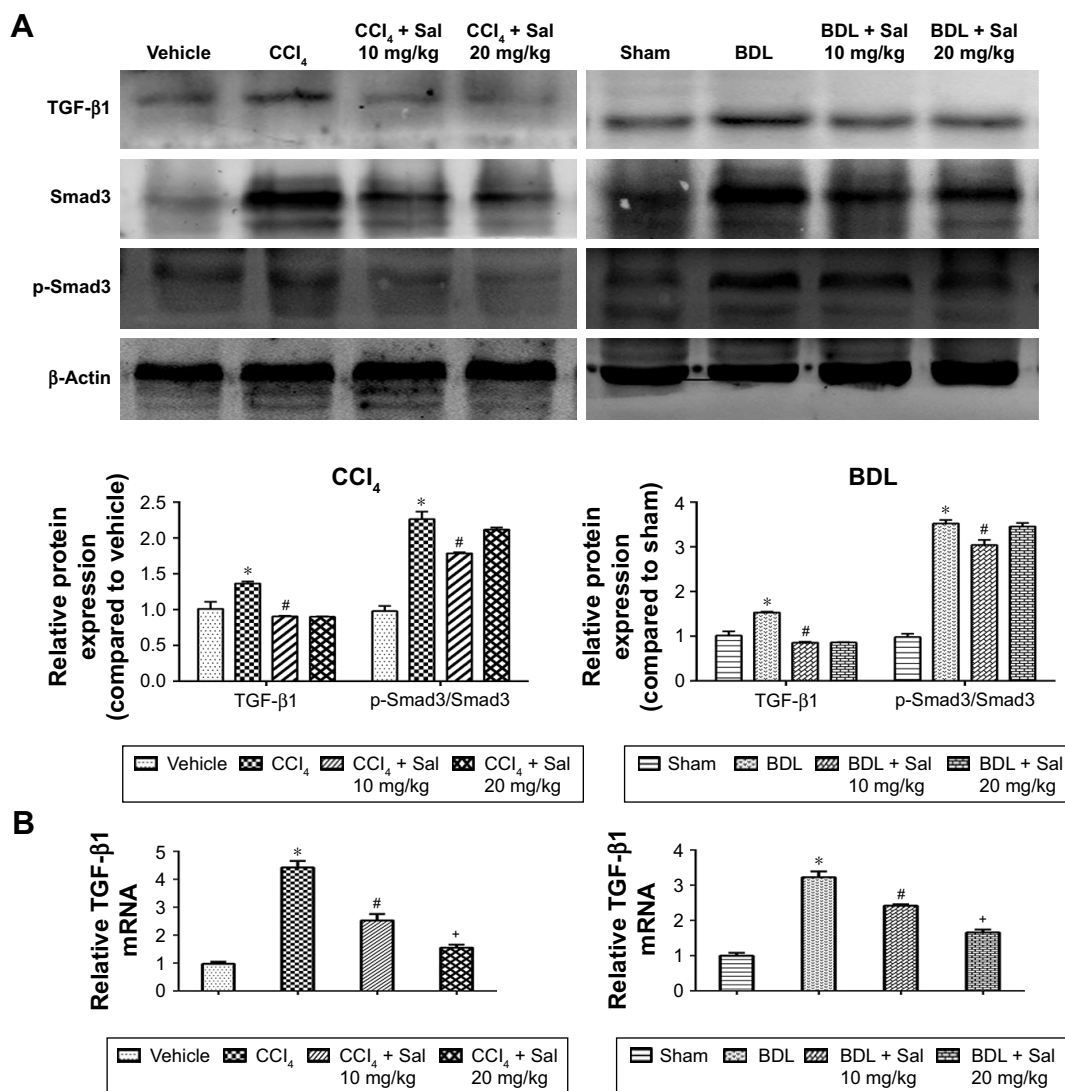 A
Vehicle
CCl₄
CCl₄ + Sal
10 mg/kg
CCl₄ + Sal
20 mg/kg
Sham
BDL
BDL + Sal
10 mg/kg
BDL + Sal
20 mg/kg
TGF-β1
Smad3
p-Smad3
β-Actin
CCl₄
Relative protein
expression
(compared to vehicle)
2.5
2.0
1.5
1.0
0.5
0.0
*
#
*
#
TGF-β1
p-Smad3/Smad3
Vehicle
CCl₄
CCl₄ + Sal
10 mg/kg
CCl₄ + Sal
20 mg/kg
BDL
Relative protein
expression
(compared to sham)
4
3
2
1
0
*
#
*
#
TGF-β1
p-Smad3/Smad3
Sham
BDL
BDL + Sal
10 mg/kg
BDL + Sal
20 mg/kg
B
Relative TGF-β1
mRNA
5
4
3
2
1
0
*
#
+
Vehicle
CCl₄
CCl₄ + Sal
10 mg/kg
CCl₄ + Sal
20 mg/kg
Relative TGF-β1
mRNA
4
3
2
1
0
*
#
+
Sham
BDL
BDL + Sal
10 mg/kg
BDL + Sal
20 mg/kg